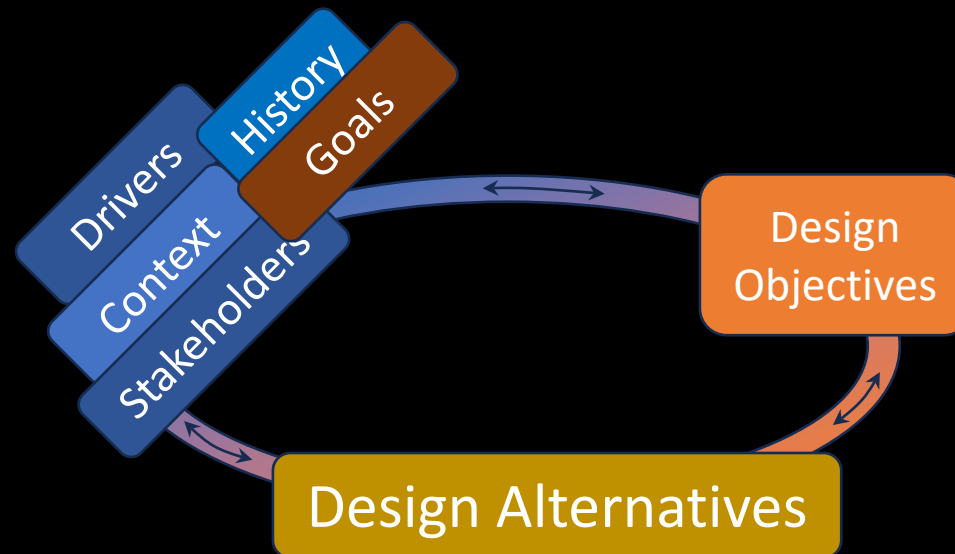 Drivers
History
Goals
Context
Stakeholders
Design
Objectives
Design Alternatives